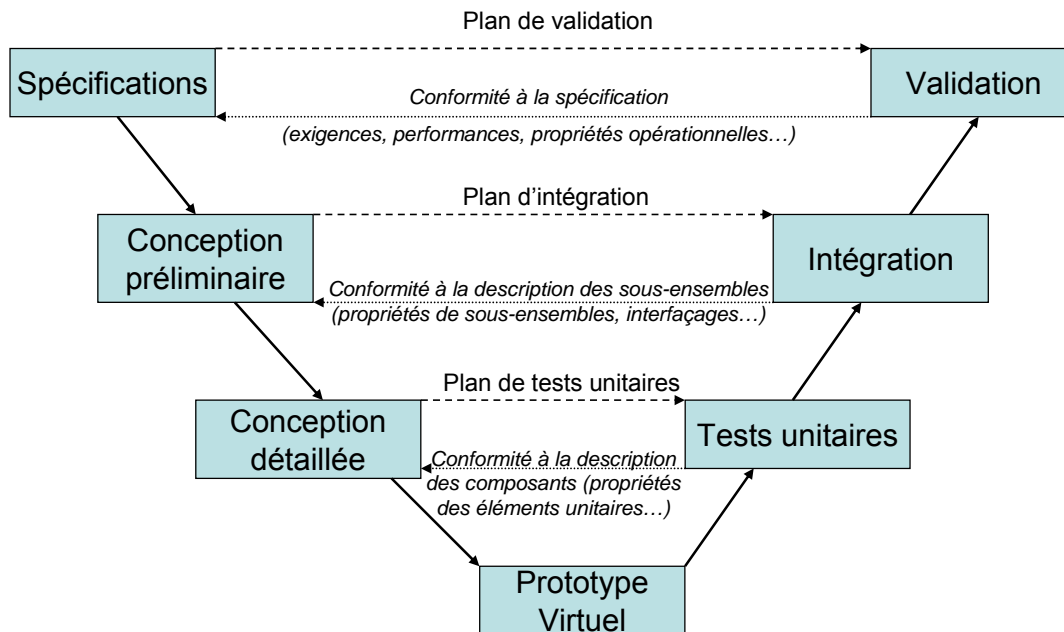 Plan de validation
Spécifications
Validation
Conformité à la spécification
(exigences, performances, propriétés opérationnelles…)
Plan d’intégration
Conception
préliminaire
Intégration
Conformité à la description des sous-ensembles
(propriétés de sous-ensembles, interfaçages…)
Plan de tests unitaires
Conception
détaillée
Tests unitaires
Conformité à la description
des composants (propriétés
des éléments unitaires…)
Prototype
Virtuel